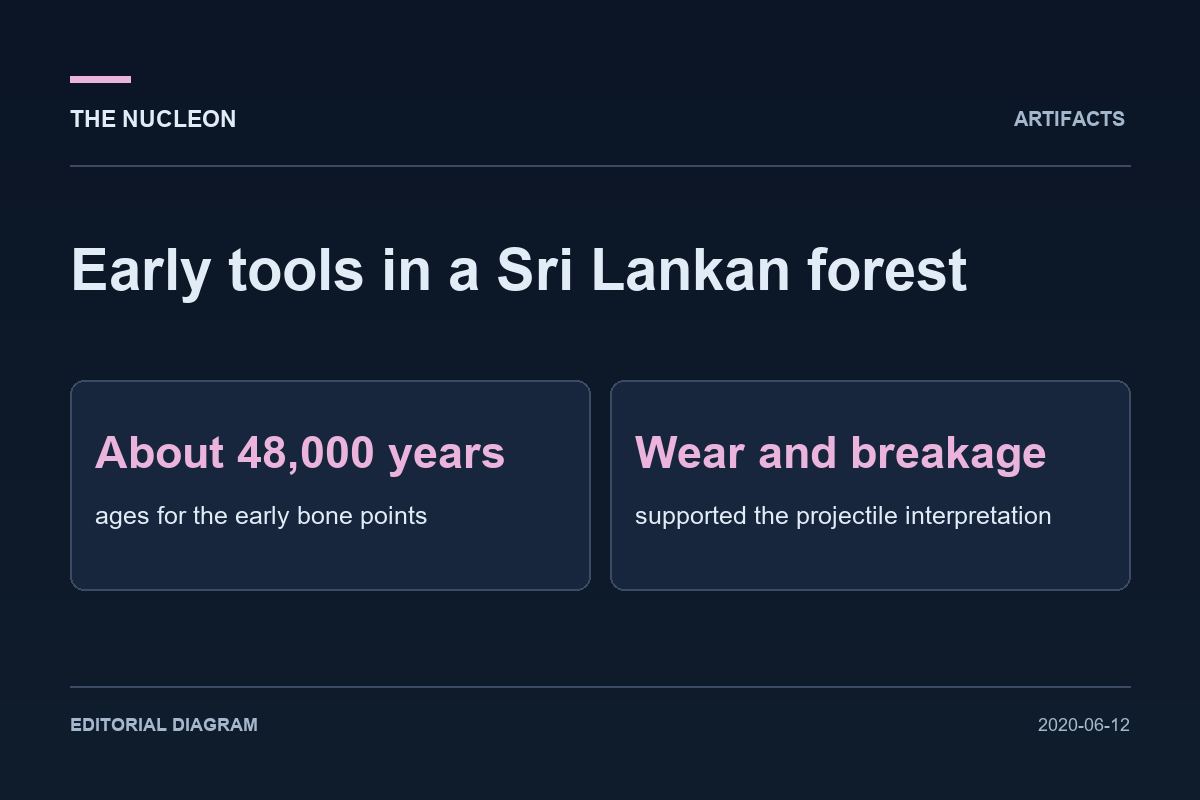 THE NUCLEON
ARTIFACTS
Early tools in a Sri Lankan forest
About 48,000 years
ages for the early bone points
Wear and breakage
supported the projectile interpretation
EDITORIAL DIAGRAM
2020-06-12